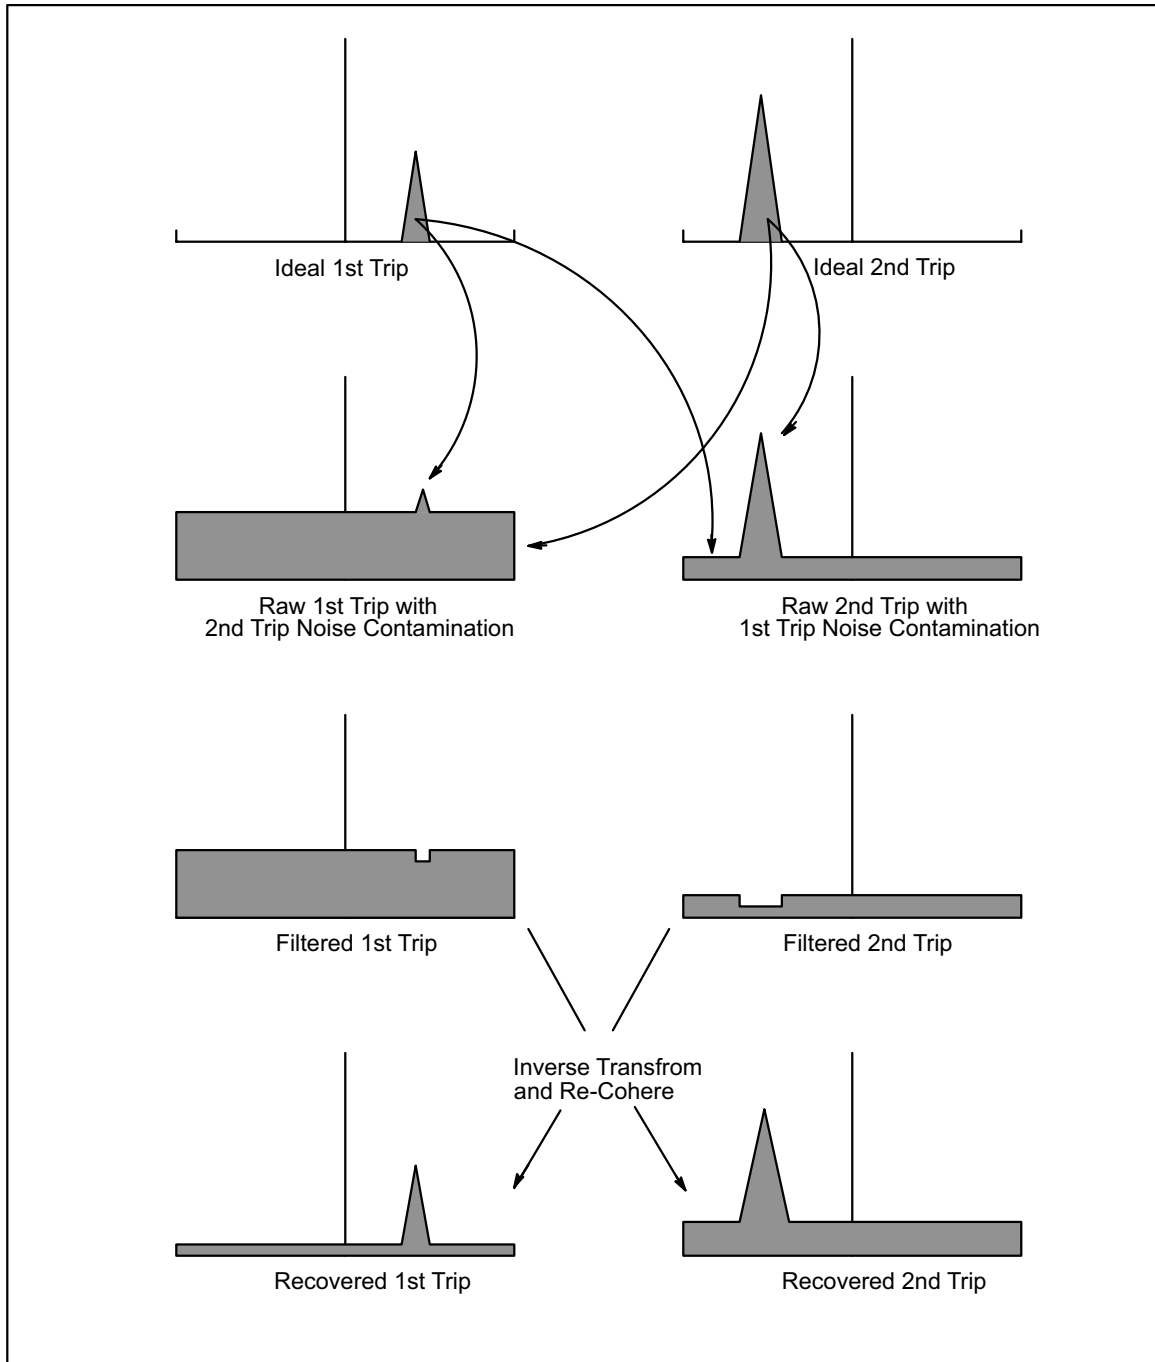 Ideal 1st Trip
Ideal 2nd Trip
Raw 1st Trip with
2nd Trip Noise Contamination
Raw 2nd Trip with
1st Trip Noise Contamination
Filtered 1st Trip
Filtered 2nd Trip
Inverse Transfrom
and Re-Cohere
Recovered 1st Trip
Recovered 2nd Trip